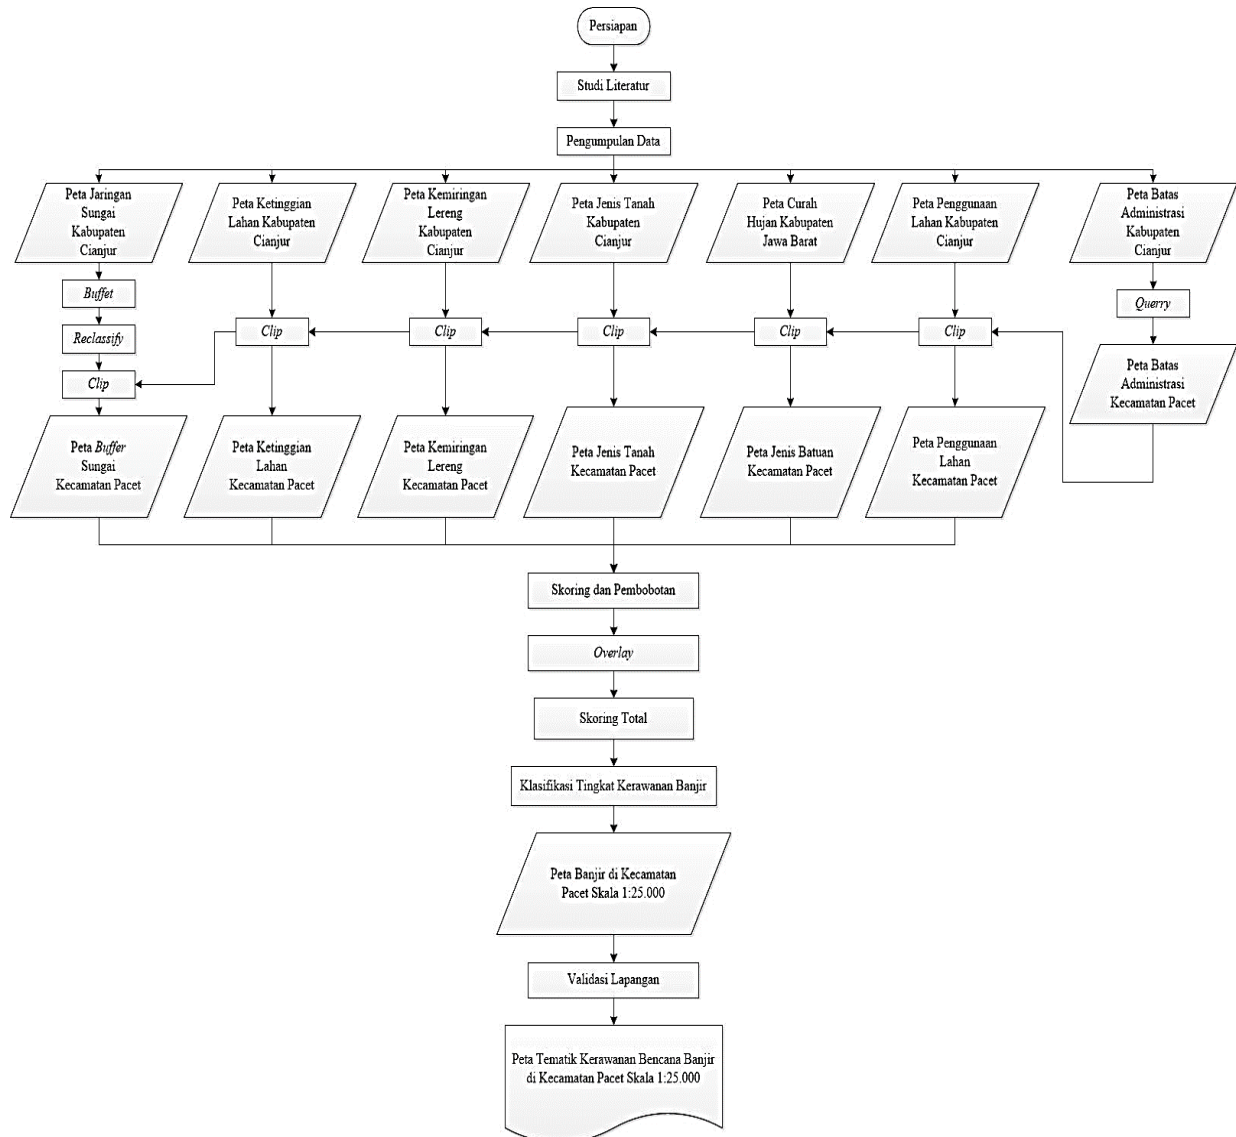 Persiapan
Studi Literatur
Pengumpulan Data
Peta Jaringan
Sungai
Kabupaten
Cianjur
Peta Ketinggian
Lahan Kabupaten
Cianjur
Peta Kemiringan
Lereng
Kabupaten
Cianjur
Peta Jenis Tanah
Kabupaten
Cianjur
Peta Curah
Hujan Kabupaten
Jawa Barat
Peta Penggunaan
Lahan Kabupaten
Cianjur
Peta Batas
Administrasi
Kabupaten
Cianjur
Buffet
Reclassify
Clip
Clip
Clip
Clip
Clip
Clip
Querry
Peta Batas
Administrasi
Kecamatan Pacet
Peta Buffer
Sungai
Kecamatan Pacet
Peta Ketinggian
Lahan
Kecamatan Pacet
Peta Kemiringan
Lereng
Kecamatan Pacet
Peta Jenis Tanah
Kecamatan Pacet
Peta Jenis Batuan
Kecamatan Pacet
Peta Penggunaan
Lahan
Kecamatan Pacet
Skoring dan Pembobotan
Overlay
Skoring Total
Klasifikasi Tingkat Kerawanan Banjir
Peta Banjir di Kecamatan
Pacet Skala 1:25.000
Validasi Lapangan
Peta Tematik Kerawanan Bencana Banjir
di Kecamatan Pacet Skala 1:25.000